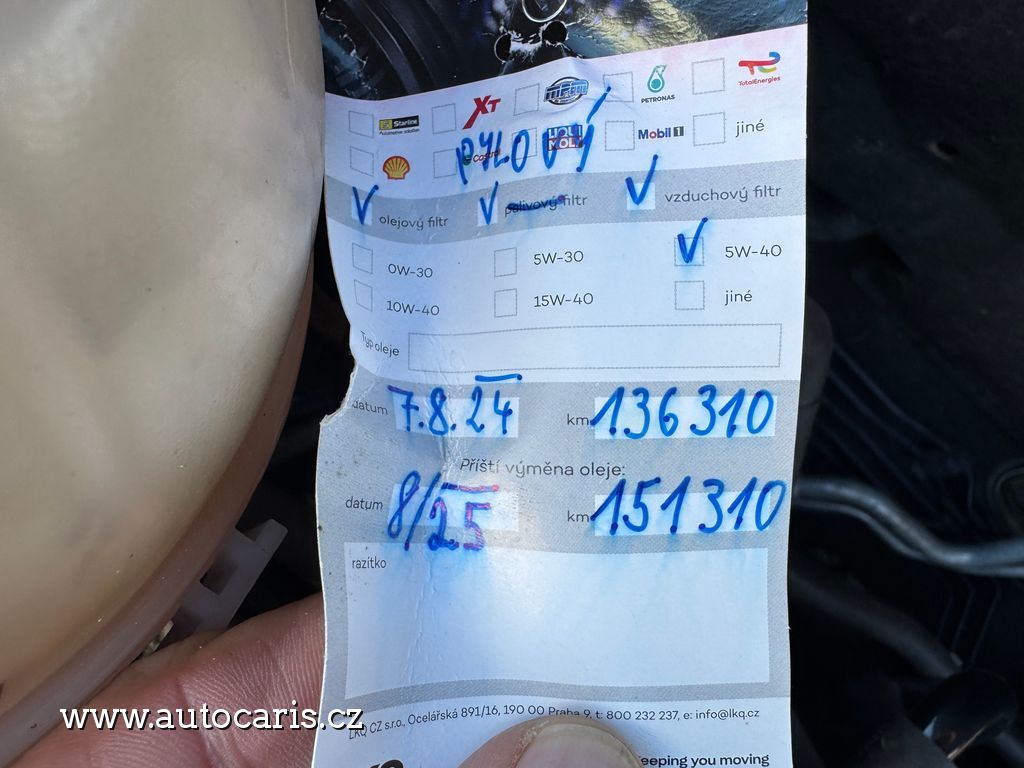 Starline XT MPOIL PETRONAS TotalEnergies
Castrol LIQUI MOLY Mobil 1 jiné
PYLOVÝ
olejový filtr palivový filtr vzduchový filtr
0W-30 5W-30 5W-40
10W-40 15W-40 jiné
Typ oleje
datum 7.8.24 km 136310
Příští výměna oleje:
datum 8/25 km 151310
razítko
LKQ CZ s.r.o., Ocelářská 891/16, 190 00 Praha 9, t: 800 232 237, e: info@lkq.cz
eeping you moving
www.autocaris.cz